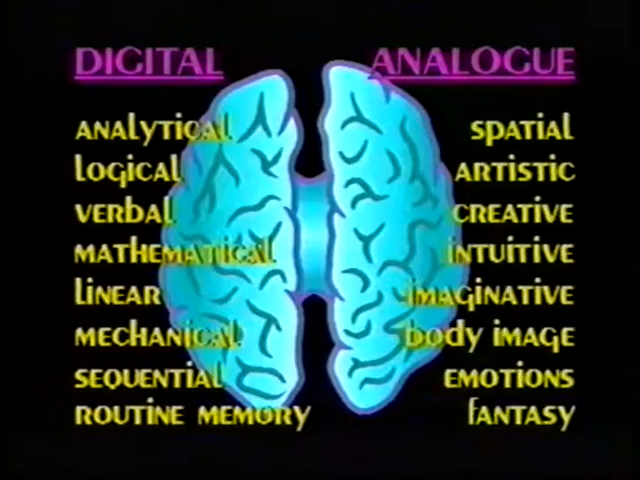 DIGITAL
ANALYTICAL
LOGICAL
VERBAL
MATHEMATICAL
LINEAR
MECHANICAL
SEQUENTIAL
ROUTINE MEMORY
ANALOGUE
SPATIAL
ARTISTIC
CREATIVE
INTUITIVE
IMAGINATIVE
BODY IMAGE
EMOTIONS
FANTASY